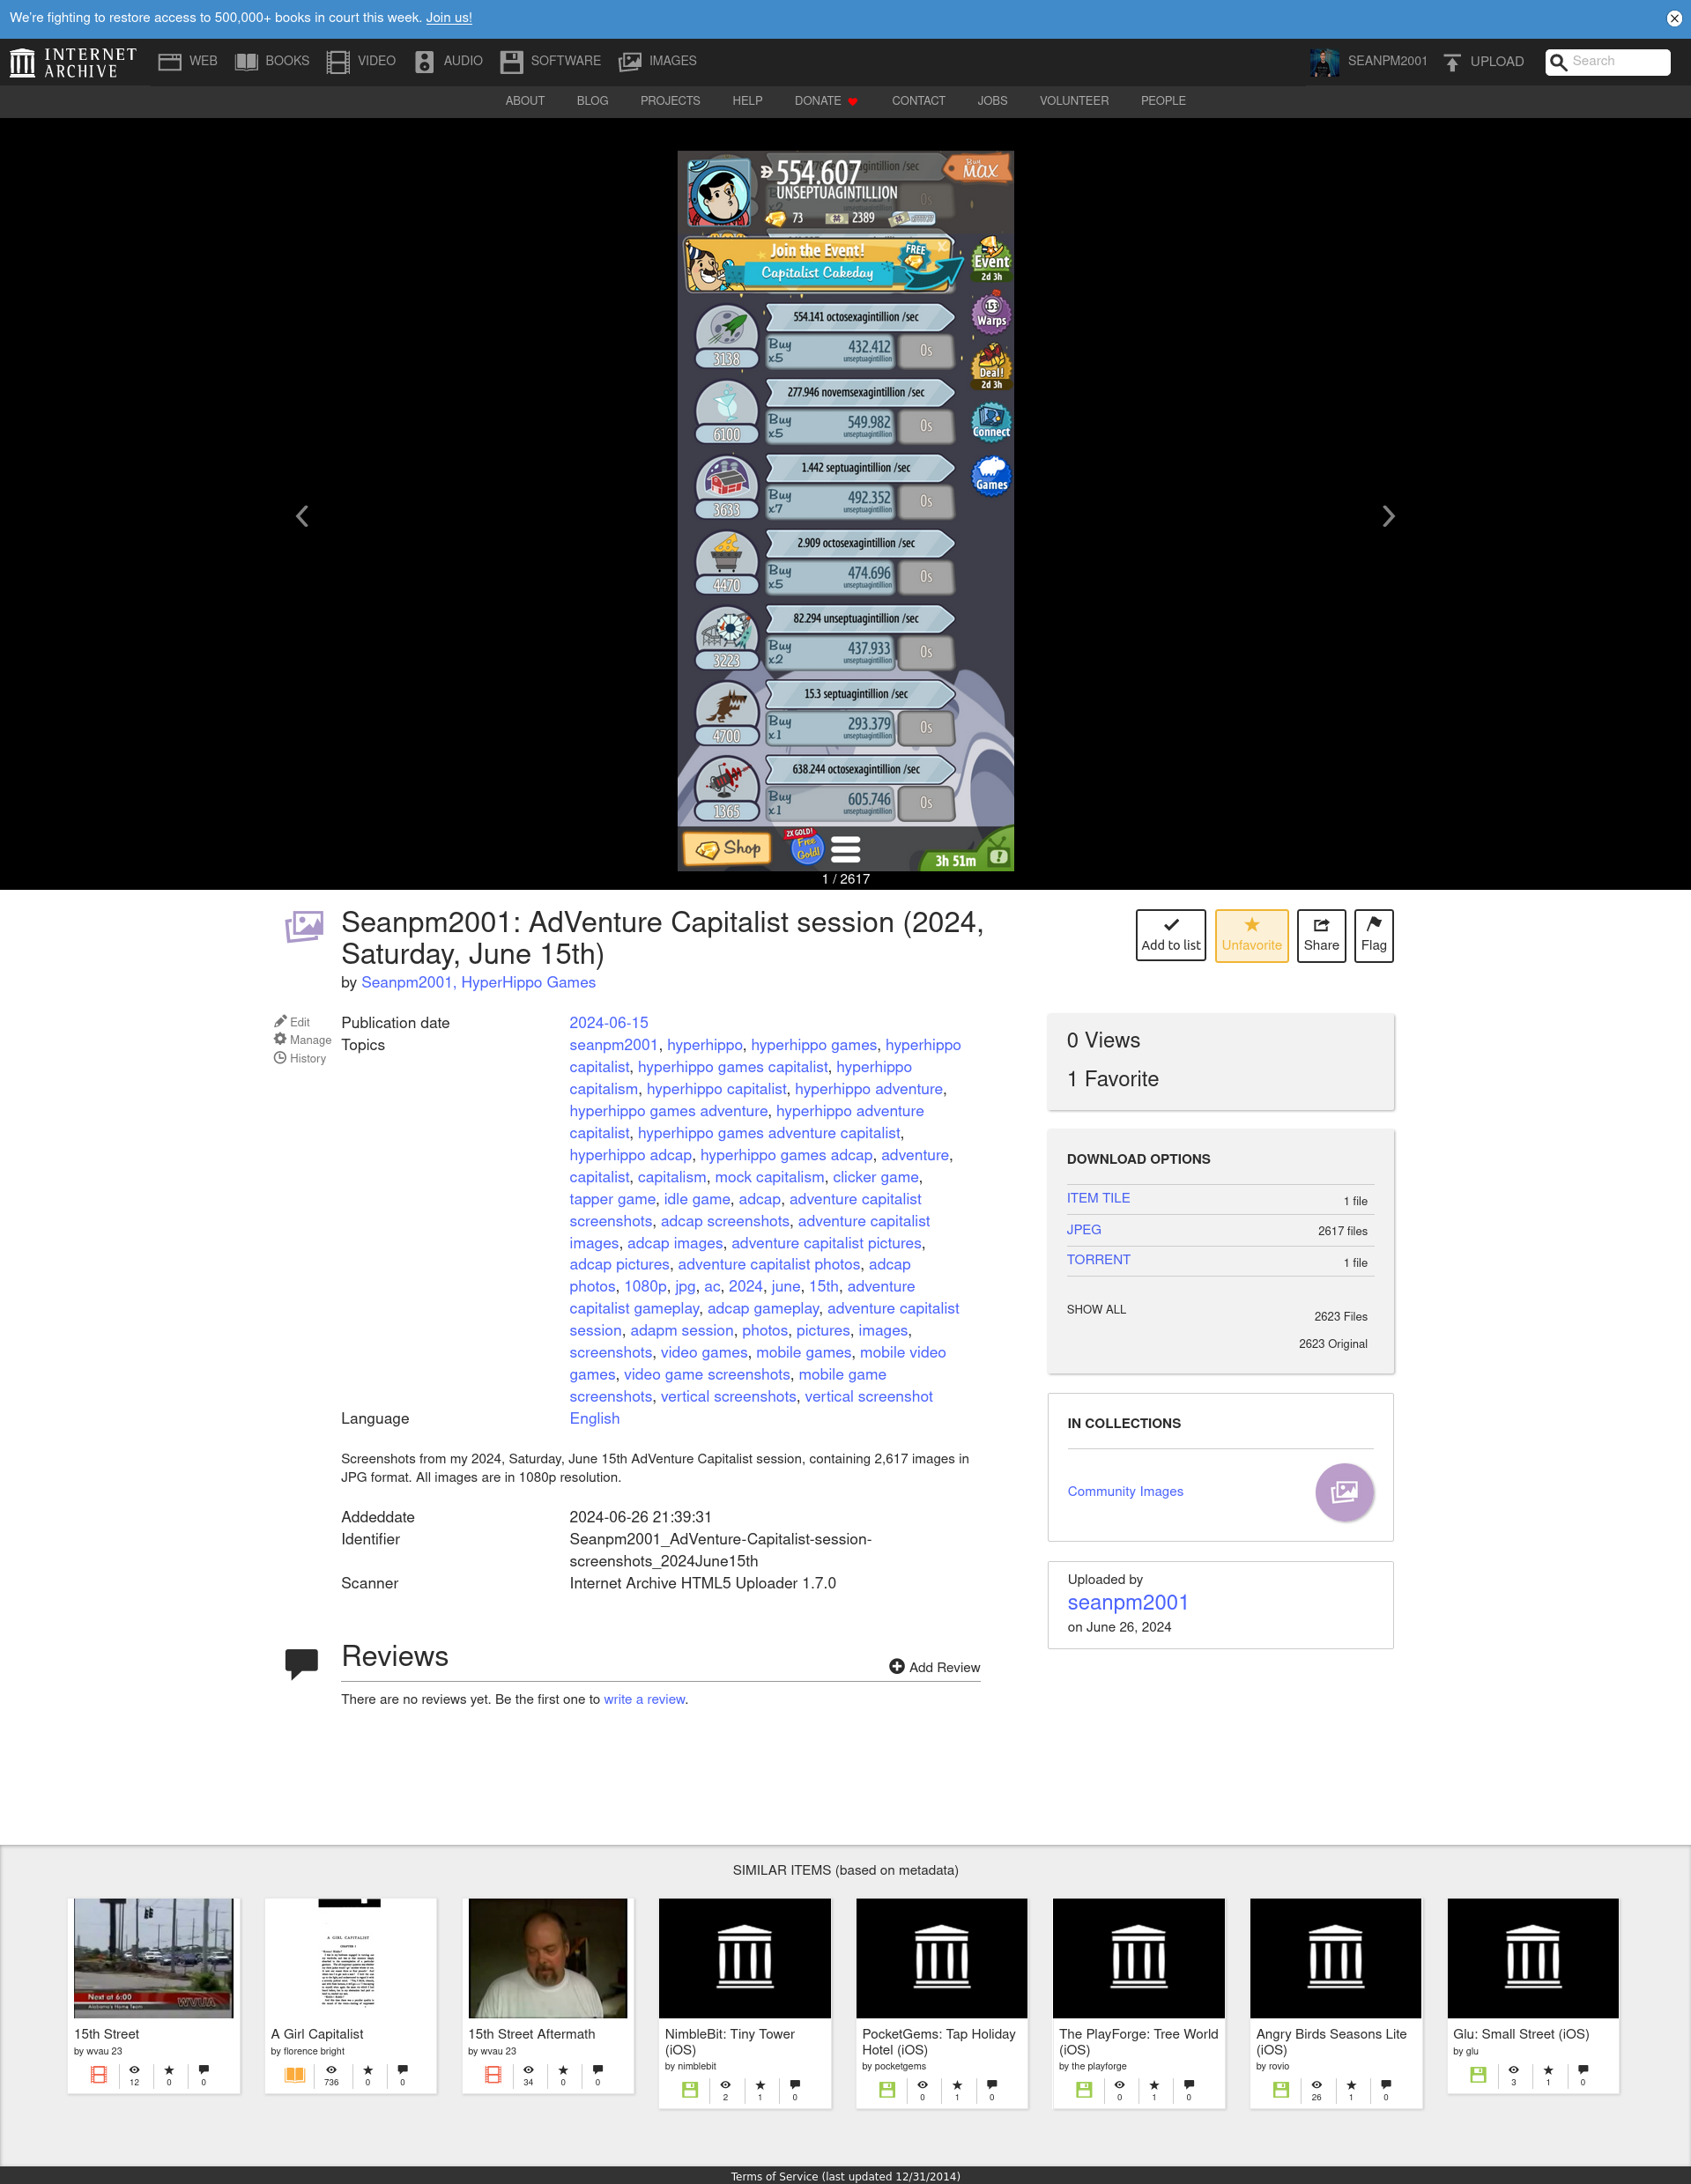 We're fighting to restore access to 500,000+ books in court this week. Join us!
INTERNET ARCHIVE
WEB
BOOKS
VIDEO
AUDIO
SOFTWARE
IMAGES
SEANPM2001
UPLOAD
Search
ABOUT
BLOG
PROJECTS
HELP
DONATE
CONTACT
JOBS
VOLUNTEER
PEOPLE
554.607
UNSEPTUAGINTILLION
Buy MAX
73
2389
Join the Event!
Capitalist Cakeday
FREE
Event
2d 3h
554.141 octosexagintillion /sec
3138
Buy x5
432.412
unseptuagintillion
0s
153
Warps
Deal!
2d 3h
277.946 novemsexagintillion /sec
6100
Buy x5
549.982
unseptuagintillion
0s
Connect
1.442 septuagintillion /sec
3633
Buy x7
492.352
unseptuagintillion
0s
Games
2.909 octosexagintillion /sec
4470
Buy x5
474.696
unseptuagintillion
0s
82.294 unseptuagintillion /sec
3223
Buy x2
437.933
unseptuagintillion
0s
15.3 septuagintillion /sec
4700
Buy x1
293.379
unseptuagintillion
0s
638.244 octosexagintillion /sec
1365
Buy x1
605.746
unseptuagintillion
0s
Shop
2X GOLD!
Free Gold!
3h 51m
1 / 2617
Seanpm2001: AdVenture Capitalist session (2024,
Saturday, June 15th)
by Seanpm2001, HyperHippo Games
Add to list
Unfavorite
Share
Flag
Edit
Manage
History
Publication date 2024-06-15
Topics seanpm2001, hyperhippo, hyperhippo games, hyperhippo
capitalist, hyperhippo games capitalist, hyperhippo
capitalism, hyperhippo capitalist, hyperhippo adventure,
hyperhippo games adventure, hyperhippo adventure
capitalist, hyperhippo games adventure capitalist,
hyperhippo adcap, hyperhippo games adcap, adventure,
capitalist, capitalism, mock capitalism, clicker game,
tapper game, idle game, adcap, adventure capitalist
screenshots, adcap screenshots, adventure capitalist
images, adcap images, adventure capitalist pictures,
adcap pictures, adventure capitalist photos, adcap
photos, 1080p, jpg, ac, 2024, june, 15th, adventure
capitalist gameplay, adcap gameplay, adventure capitalist
session, adapm session, photos, pictures, images,
screenshots, video games, mobile games, mobile video
games, video game screenshots, mobile game
screenshots, vertical screenshots, vertical screenshot
Language English
Screenshots from my 2024, Saturday, June 15th AdVenture Capitalist session, containing 2,617 images in
JPG format. All images are in 1080p resolution.
Addeddate 2024-06-26 21:39:31
Identifier Seanpm2001_AdVenture-Capitalist-session-
screenshots_2024June15th
Scanner Internet Archive HTML5 Uploader 1.7.0
0 Views
1 Favorite
DOWNLOAD OPTIONS
ITEM TILE 1 file
JPEG 2617 files
TORRENT 1 file
SHOW ALL 2623 Files
2623 Original
IN COLLECTIONS
Community Images
Uploaded by
seanpm2001
on June 26, 2024
Reviews
Add Review
There are no reviews yet. Be the first one to write a review.
SIMILAR ITEMS (based on metadata)
Next at 6:00
Alabama's Home Team
WVUA
15th Street
by wvau 23
12 0 0
A GIRL CAPITALIST
A Girl Capitalist
by florence bright
736 0 0
15th Street Aftermath
by wvau 23
34 0 0
NimbleBit: Tiny Tower
(iOS)
by nimblebit
2 1 0
PocketGems: Tap Holiday
Hotel (iOS)
by pocketgems
0 1 0
The PlayForge: Tree World
(iOS)
by the playforge
0 1 0
Angry Birds Seasons Lite
(iOS)
by rovio
26 1 0
Glu: Small Street (iOS)
by glu
3 1 0
Terms of Service (last updated 12/31/2014)